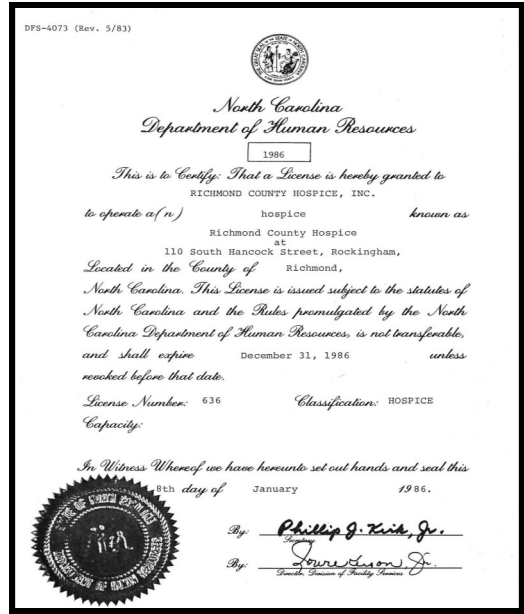 DFS-4073 (Rev. 5/83)
North Carolina
Department of Human Resources
1986
This is to Certify: That a License is hereby granted to
RICHMOND COUNTY HOSPICE, INC.
to operate a(n) hospice known as
Richmond County Hospice
at
110 South Hancock Street, Rockingham,
Located in the County of Richmond,
North Carolina. This License is issued subject to the statutes of
North Carolina and the Rules promulgated by the North
Carolina Department of Human Resources, is not transferable,
and shall expire December 31, 1986 unless
revoked before that date.
License Number: 636 Classification: HOSPICE
Capacity:
In Witness Whereof we have hereunto set out hands and seal this
8th day of January 1986.
By: Phillip J. Kirk, Jr.
Secretary
By:
Director, Division of Facility Services